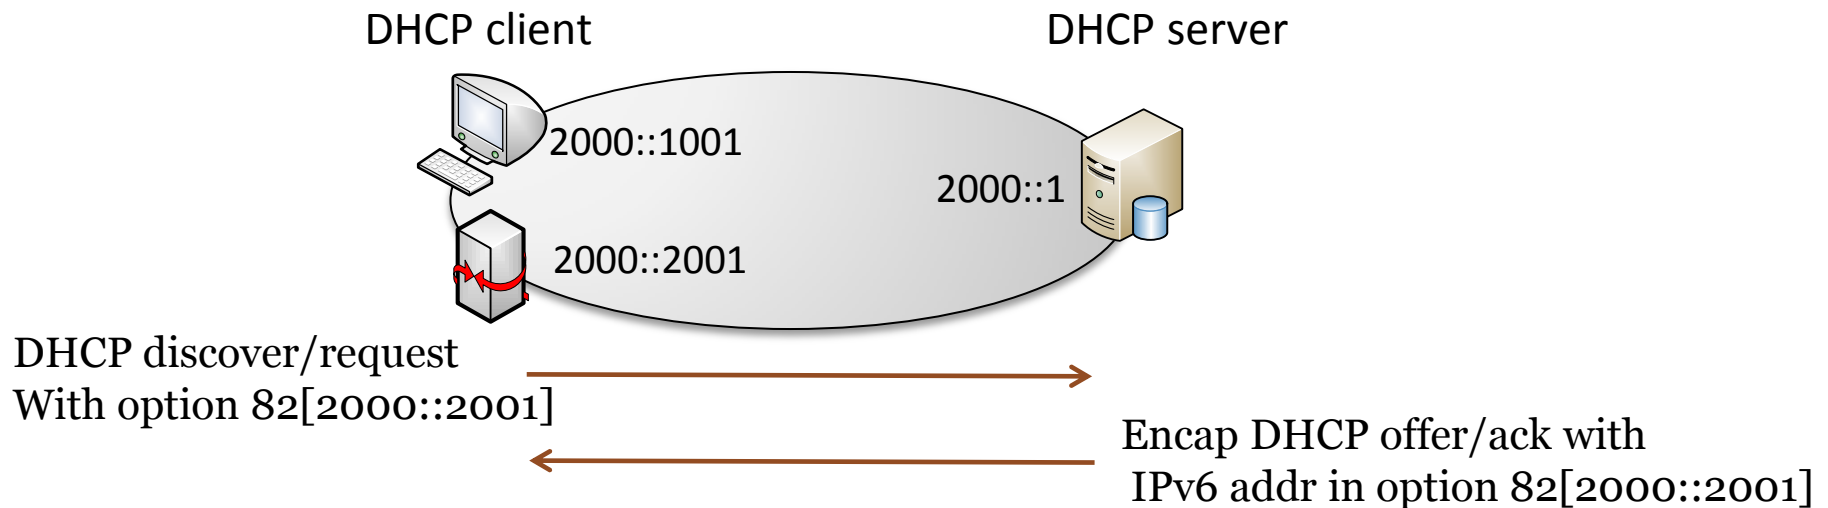 DHCP client
DHCP server
2000::1001
2000::1
2000::2001
DHCP discover/request
With option 82[2000::2001]
Encap DHCP offer/ack with
IPv6 addr in option 82[2000::2001]